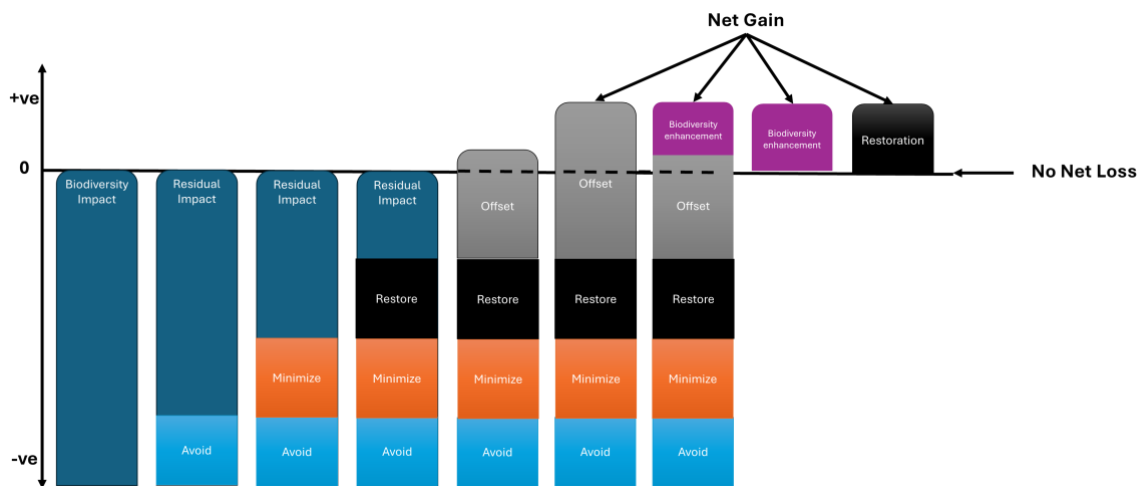 Net Gain
+ve
0
-ve
Biodiversity
Impact
Residual
Impact
Avoid
Residual
Impact
Minimize
Avoid
Residual
Impact
Restore
Minimize
Avoid
Offset
Restore
Minimize
Avoid
Offset
Restore
Minimize
Avoid
Biodiversity
enhancement
Offset
Restore
Minimize
Avoid
Biodiversity
enhancement
Restoration
No Net Loss